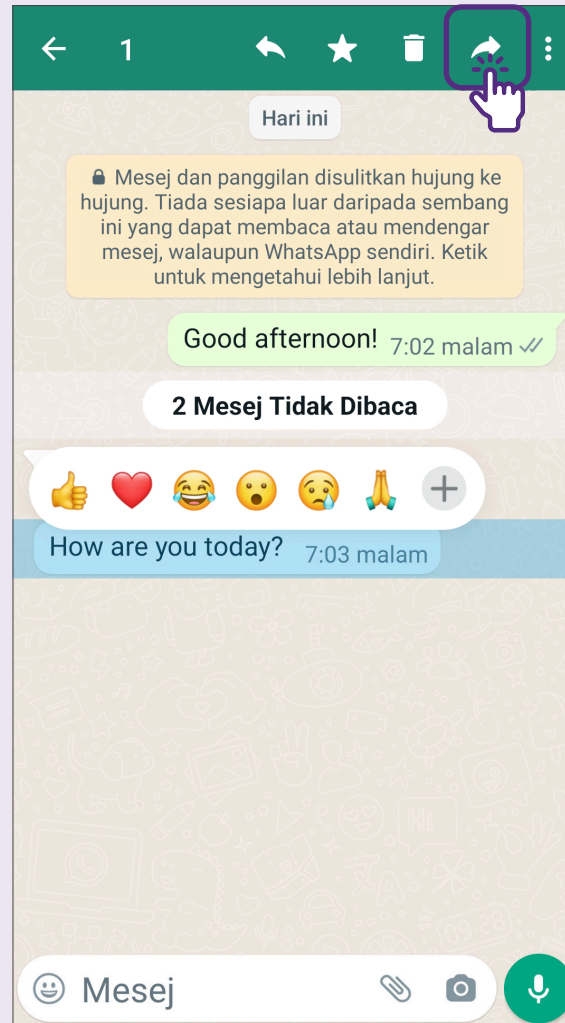 1
Hari ini
Mesej dan panggilan disulitkan hujung ke
hujung. Tiada sesiapa luar daripada sembang
ini yang dapat membaca atau mendengar
mesej, walaupun WhatsApp sendiri. Ketik
untuk mengetahui lebih lanjut.
Good afternoon! 7:02 malam
2 Mesej Tidak Dibaca
How are you today? 7:03 malam
Mesej